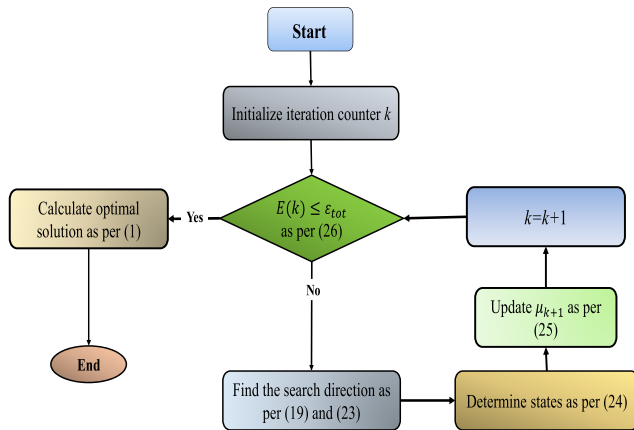 Start
Initialize iteration counter k
E(k) ≤ ε_tot
as per (26)
Yes
Calculate optimal
solution as per (1)
End
No
Find the search direction as
per (19) and (23)
Determine states as per (24)
Update μ_{k+1} as per
(25)
k=k+1